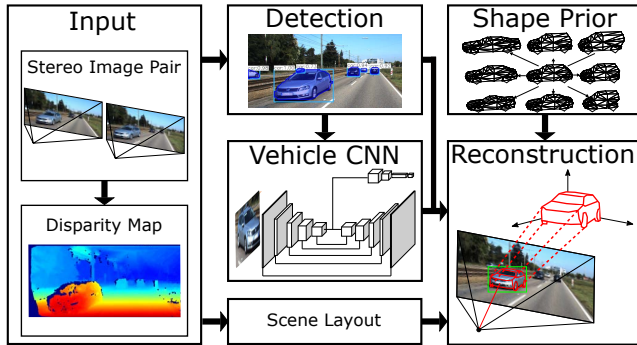 Input
Stereo Image Pair
Disparity Map
Detection
Vehicle CNN
Scene Layout
Shape Prior
Reconstruction